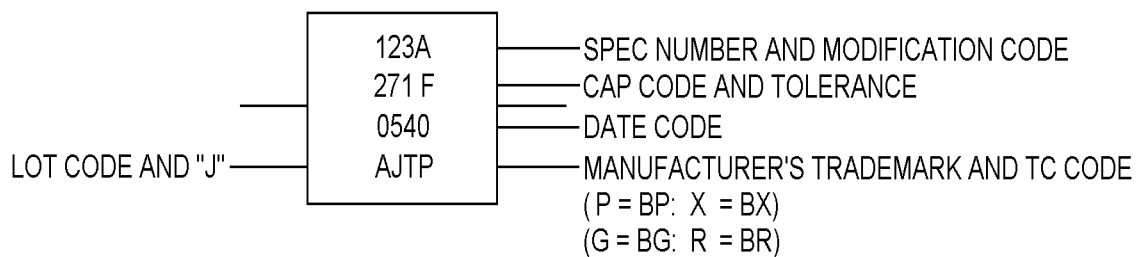 123A SPEC NUMBER AND MODIFICATION CODE
271 F CAP CODE AND TOLERANCE
0540 DATE CODE
LOT CODE AND "J" AJTP MANUFACTURER'S TRADEMARK AND TC CODE
( P = BP: X = BX)
(G = BG: R = BR)